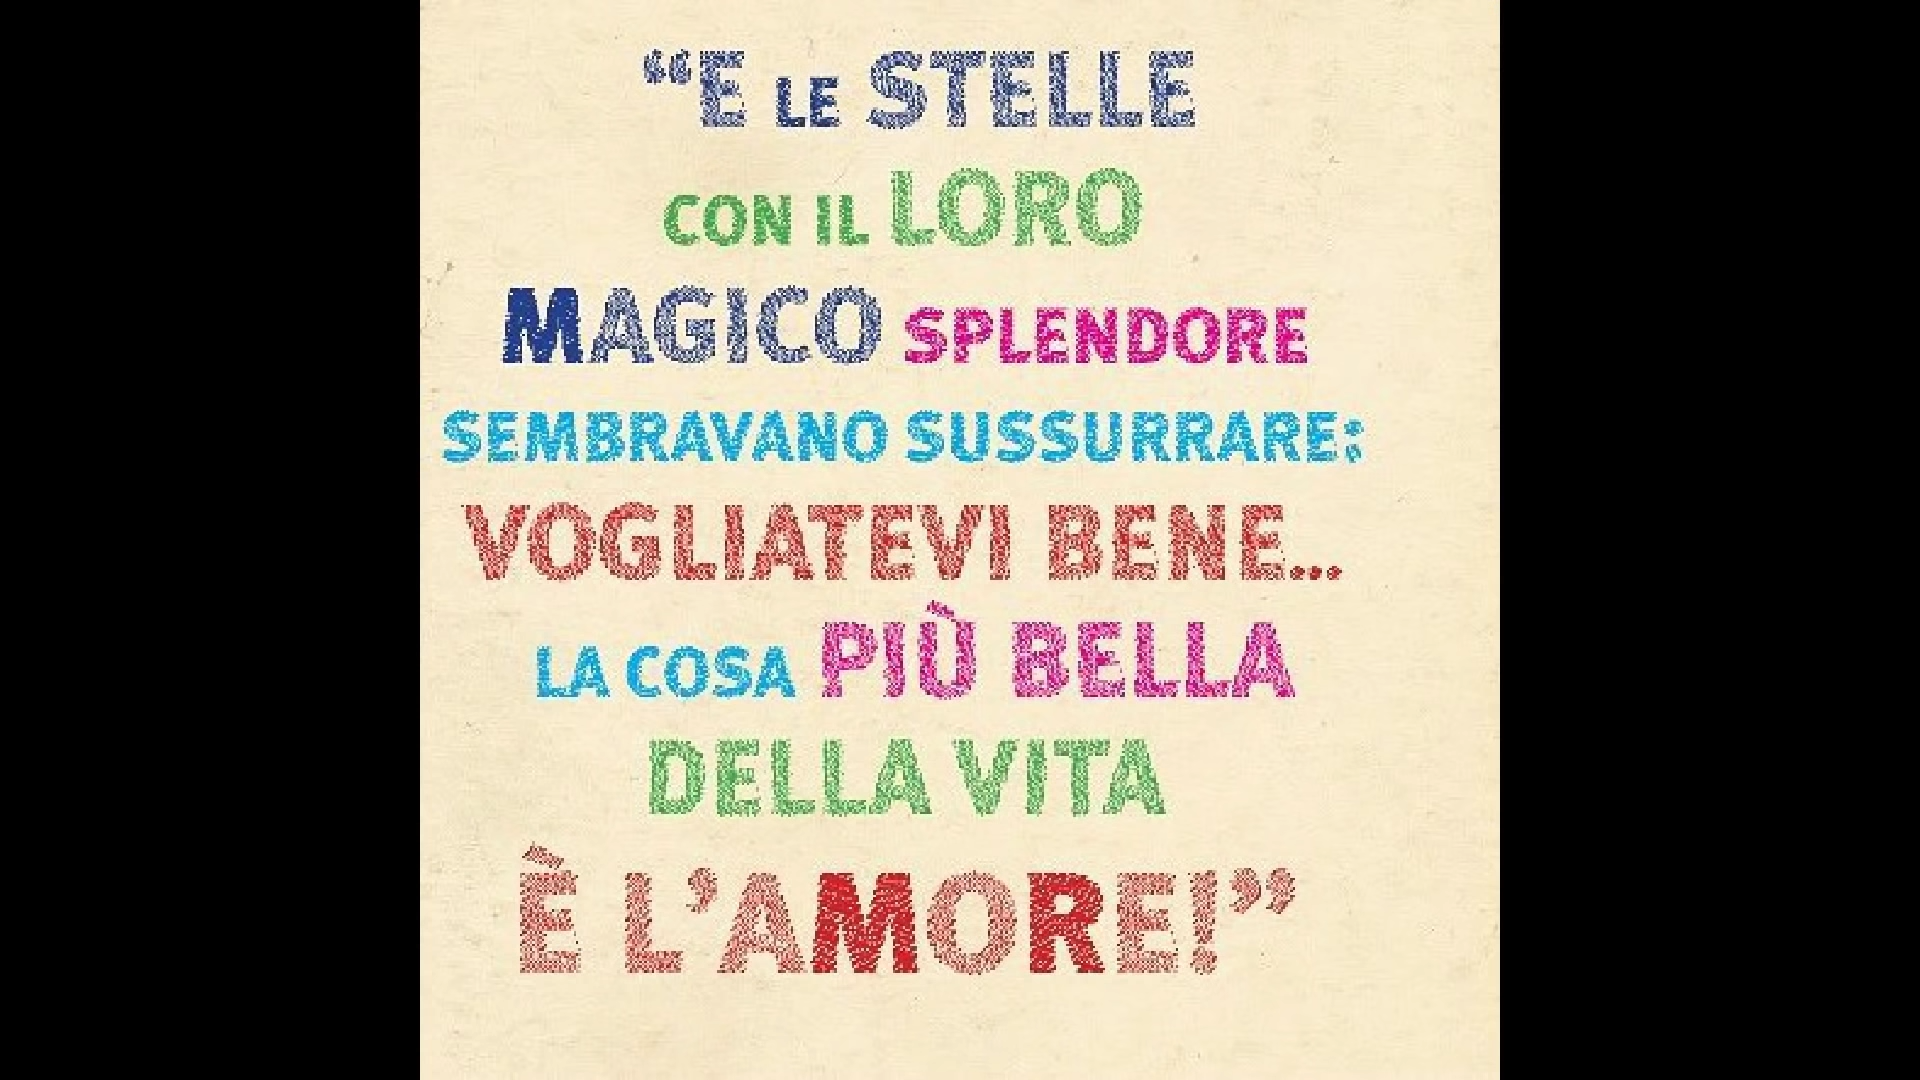 “E LE STELLE
CON IL LORO
MAGICO SPLENDORE
SEMBRAVANO SUSSURRARE:
VOGLIATEVI BENE...
LA COSA PIÙ BELLA
DELLA VITA
È L’AMORE!”